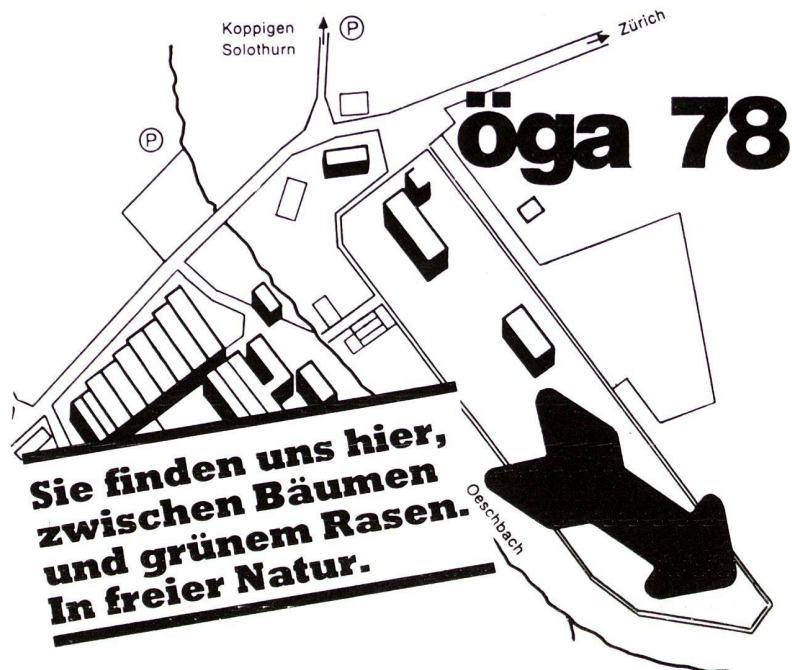 Koppigen
Solothurn
P
Zürich
P
öga 78
Sie finden uns hier,
zwischen Bäumen
und grünem Rasen.
In freier Natur.
Oeschbach